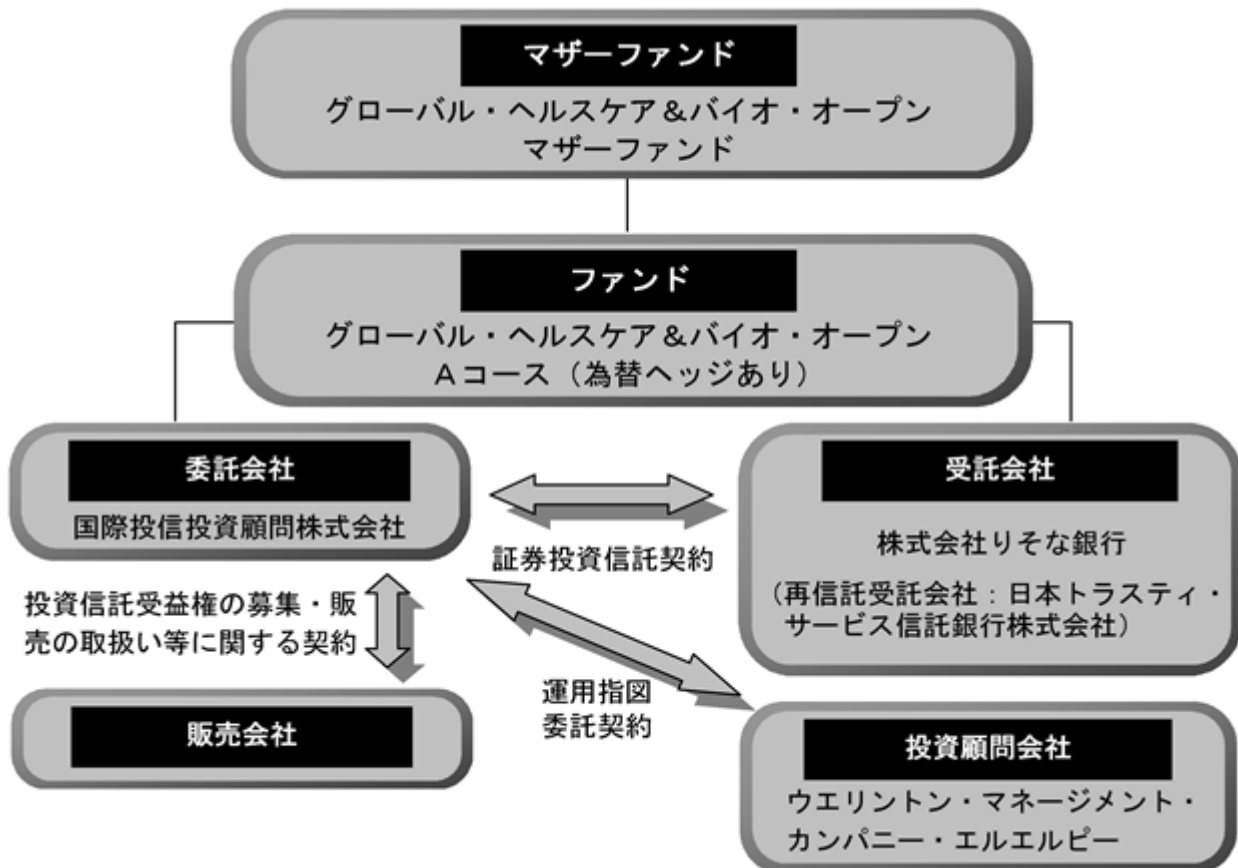 マザーファンド
グローバル・ヘルスケア＆バイオ・オープン
マザーファンド
ファンド
グローバル・ヘルスケア＆バイオ・オープン
Ａコース（為替ヘッジあり）
委託会社
国際投信投資顧問株式会社
証券投資信託契約
受託会社
株式会社りそな銀行
（再信託受託会社：日本トラスティ・
サービス信託銀行株式会社）
投資信託受益権の募集・販
売の取扱い等に関する契約
運用指図
委託契約
販売会社
投資顧問会社
ウエリントン・マネージメント・
カンパニー・エルエルピー